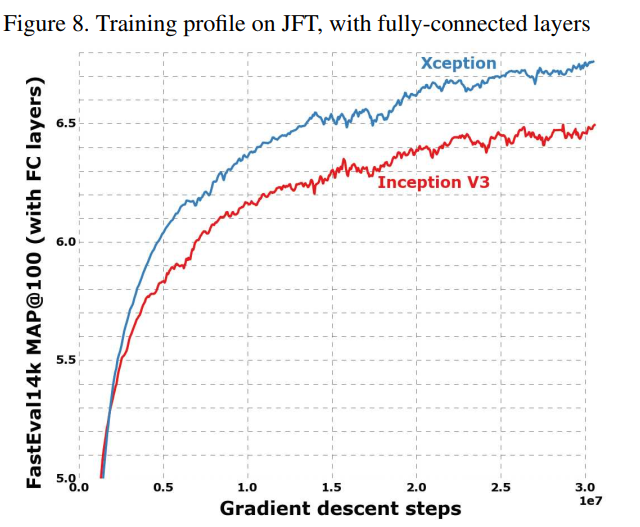 Figure 8. Training profile on JFT, with fully-connected layers
FastEval14k MAP@100 (with FC layers)
Xception
6.5
Inception V3
6.0
5.5
5.0
0.0 0.5 1.0 1.5 2.0 2.5 3.0
1e7
Gradient descent steps